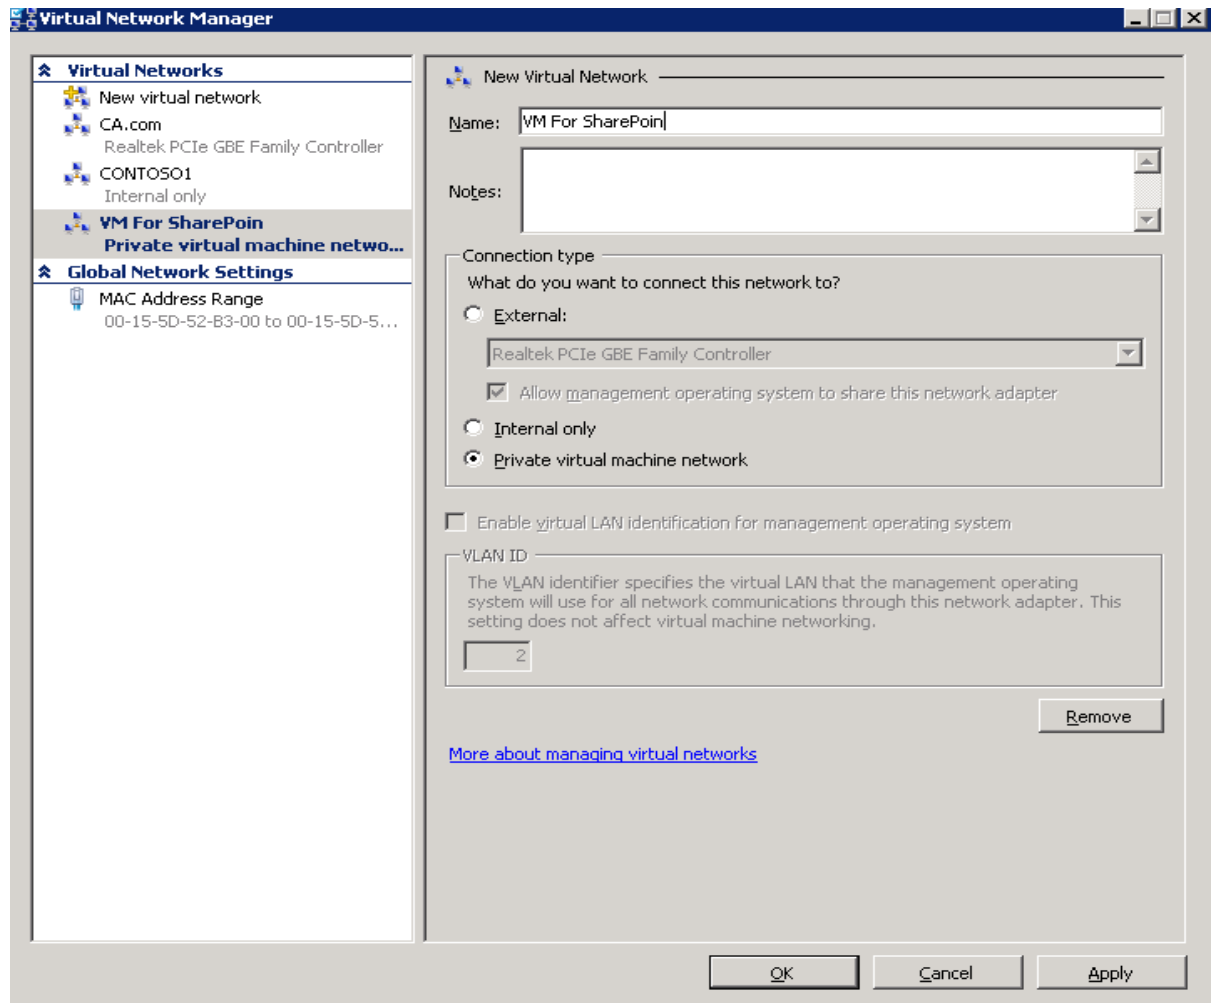 Virtual Network Manager
Virtual Networks
New virtual network
CA.com
Realtek PCIe GBE Family Controller
CONTOSO1
Internal only
VM For SharePoin
Private virtual machine netwo...
Global Network Settings
MAC Address Range
00-15-5D-52-B3-00 to 00-15-5D-5...
New Virtual Network
Name: VM For SharePoin
Notes:
Connection type
What do you want to connect this network to?
External:
Realtek PCIe GBE Family Controller
Allow management operating system to share this network adapter
Internal only
Private virtual machine network
Enable virtual LAN identification for management operating system
VLAN ID
The VLAN identifier specifies the virtual LAN that the management operating
system will use for all network communications through this network adapter. This
setting does not affect virtual machine networking.
2
Remove
More about managing virtual networks
OK Cancel Apply